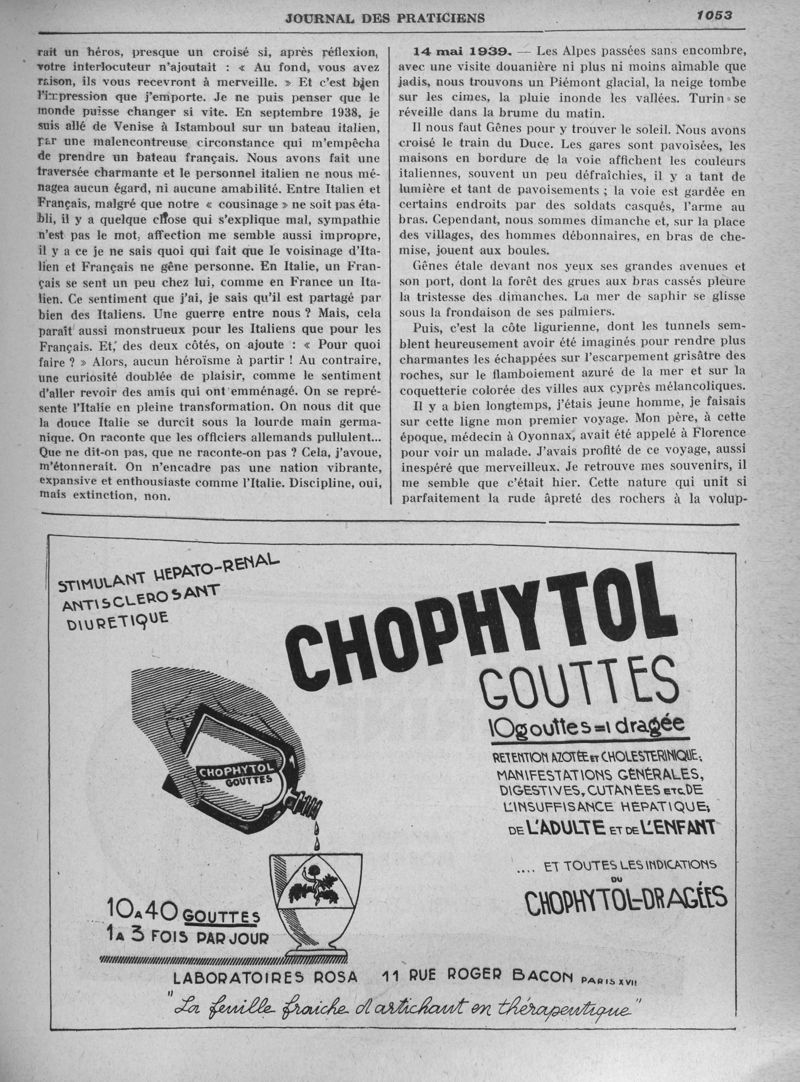 JOURNAL DES PRATICIENS
1053
rait un héros, presque un croisé si, après réflexion,
votre interlocuteur n'ajoutait : « Au fond, vous avez
raison, ils vous recevront à merveille. » Et c'est bien
l'impression que j'emporte. Je ne puis penser que le
monde puisse changer si vite. En septembre 1938, je
suis allé de Venise à Istamboul sur un bateau italien,
par une malencontreuse circonstance qui m'empêcha
de prendre un bateau français. Nous avons fait une
traversée charmante et le personnel italien ne nous mé-
nagea aucun égard, ni aucune amabilité. Entre Italien et
Français, malgré que notre « cousinage » ne soit pas éta-
bli, il y a quelque chose qui s'explique mal, sympathie
n'est pas le mot, affection me semble aussi impropre,
il y a ce je ne sais quoi qui fait que le voisinage d'Ita-
lien et Français ne gêne personne. En Italie, un Fran-
çais se sent un peu chez lui, comme en France un Ita-
lien. Ce sentiment que j'ai, je sais qu'il est partagé par
bien des Italiens. Une guerre entre nous ? Mais, cela
paraît aussi monstrueux pour les Italiens que pour les
Français. Et, des deux côtés, on ajoute : « Pour quoi
faire ? » Alors, aucun héroïsme à partir ! Au contraire,
une curiosité doublée de plaisir, comme le sentiment
d'aller revoir des amis qui ont emménagé. On se repré-
sente l'Italie en pleine transformation. On nous dit que
la douce Italie se durcit sous la lourde main germa-
nique. On raconte que les officiers allemands pullulent...
Que ne dit-on pas, que ne raconte-on pas ? Cela, j'avoue,
m'étonnerait. On n'encadre pas une nation vibrante,
expansive et enthousiaste comme l'Italie. Discipline, oui,
mais extinction, non.
14 mai 1939. — Les Alpes passées sans encombre,
avec une visite douanière ni plus ni moins aimable que
jadis, nous trouvons un Piémont glacial, la neige tombe
sur les cimes, la pluie inonde les vallées. Turin se
réveille dans la brume du matin.
Il nous faut Gênes pour y trouver le soleil. Nous avons
croisé le train du Duce. Les gares sont pavoisées, les
maisons en bordure de la voie affichent les couleurs
italiennes, souvent un peu défraîchies, il y a tant de
lumière et tant de pavoisements ; la voie est gardée en
certains endroits par des soldats casqués, l'arme au
bras. Cependant, nous sommes dimanche et, sur la place
des villages, des hommes débonnaires, en bras de che-
mise, jouent aux boules.
Gênes étale devant nos yeux ses grandes avenues et
son port, dont la forêt des grues aux bras cassés pleure
la tristesse des dimanches. La mer de saphir se glisse
sous la frondaison de ses palmiers.
Puis, c'est la côte ligurienne, dont les tunnels sem-
blent heureusement avoir été imaginés pour rendre plus
charmantes les échappées sur l'escarpement grisâtre des
roches, sur le flamboiement azuré de la mer et sur la
coquetterie colorée des villes aux cyprès mélancoliques.
Il y a bien longtemps, j'étais jeune homme, je faisais
sur cette ligne mon premier voyage. Mon père, à cette
époque, médecin à Oyonnax, avait été appelé à Florence
pour voir un malade. J'avais profité de ce voyage, aussi
inespéré que merveilleux. Je retrouve mes souvenirs, il
me semble que c'était hier. Cette nature qui unit si
parfaitement la rude âpreté des rochers à la volup-
STIMULANT HEPATO-RENAL
ANTISCLEROSANT
DIURETIQUE
CHOPHYTOL
GOUTTES
10 gouttes=1 dragée
CHOPHYTOL
GOUTTES
RETENTION AZOTÉE ET CHOLESTERINIQUE;
MANIFESTATIONS GÉNÉRALES,
DIGESTIVES, CUTANÉES ETC. DE
L'INSUFFISANCE HEPATIQUE;
DE L'ADULTE ET DE L'ENFANT
.... ET TOUTES LES INDICATIONS
DU
CHOPHYTOL-DRAGÉES
10 A 40 GOUTTES
1 A 3 FOIS PAR JOUR
LABORATOIRES ROSA 11 RUE ROGER BACON PARIS XVII
"La feuille fraiche d'artichaut en thérapeutique"